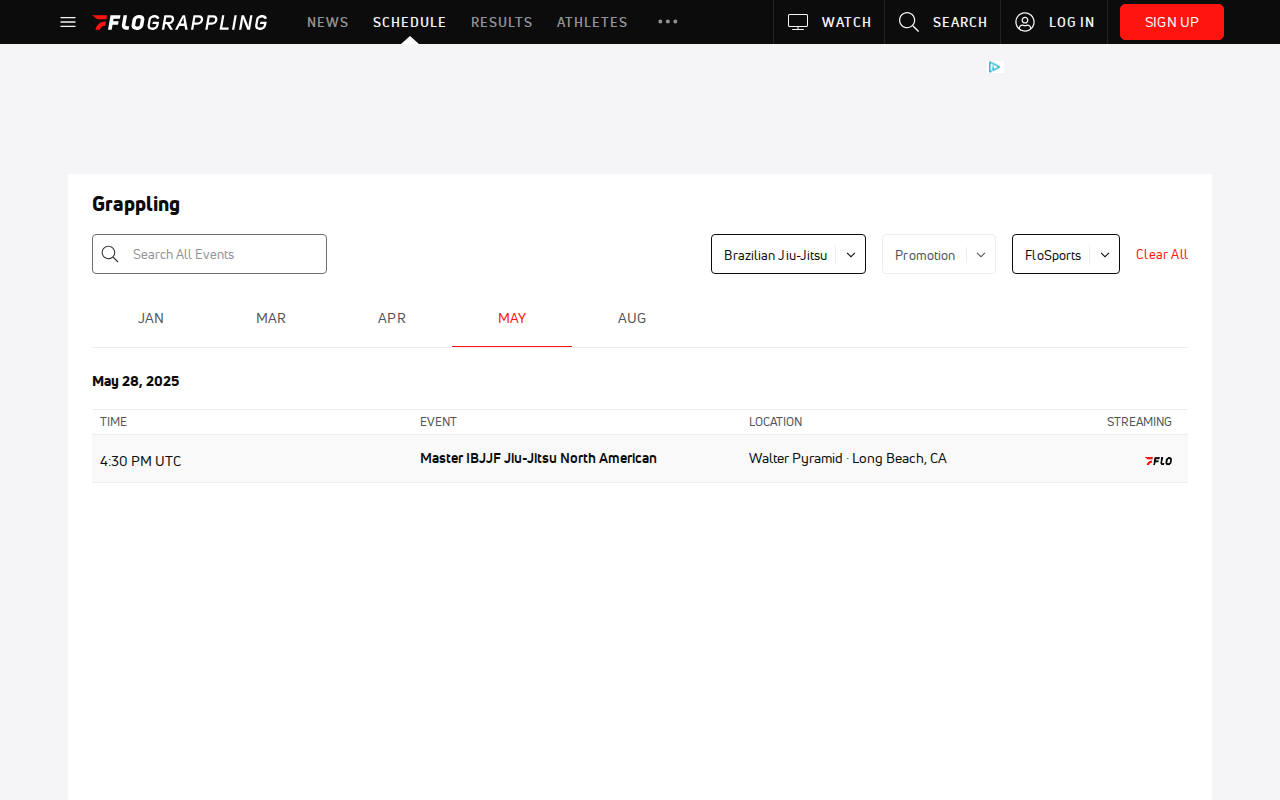 FLOGRAPPLING NEWS SCHEDULE RESULTS ATHLETES WATCH SEARCH LOG IN SIGN UP
Grappling
Search All Events Brazilian Jiu-Jitsu Promotion FloSports Clear All
JAN MAR APR MAY AUG
May 28, 2025
TIME EVENT LOCATION STREAMING
4:30 PM UTC Master IBJJF Jiu-Jitsu North American Walter Pyramid · Long Beach, CA FLO